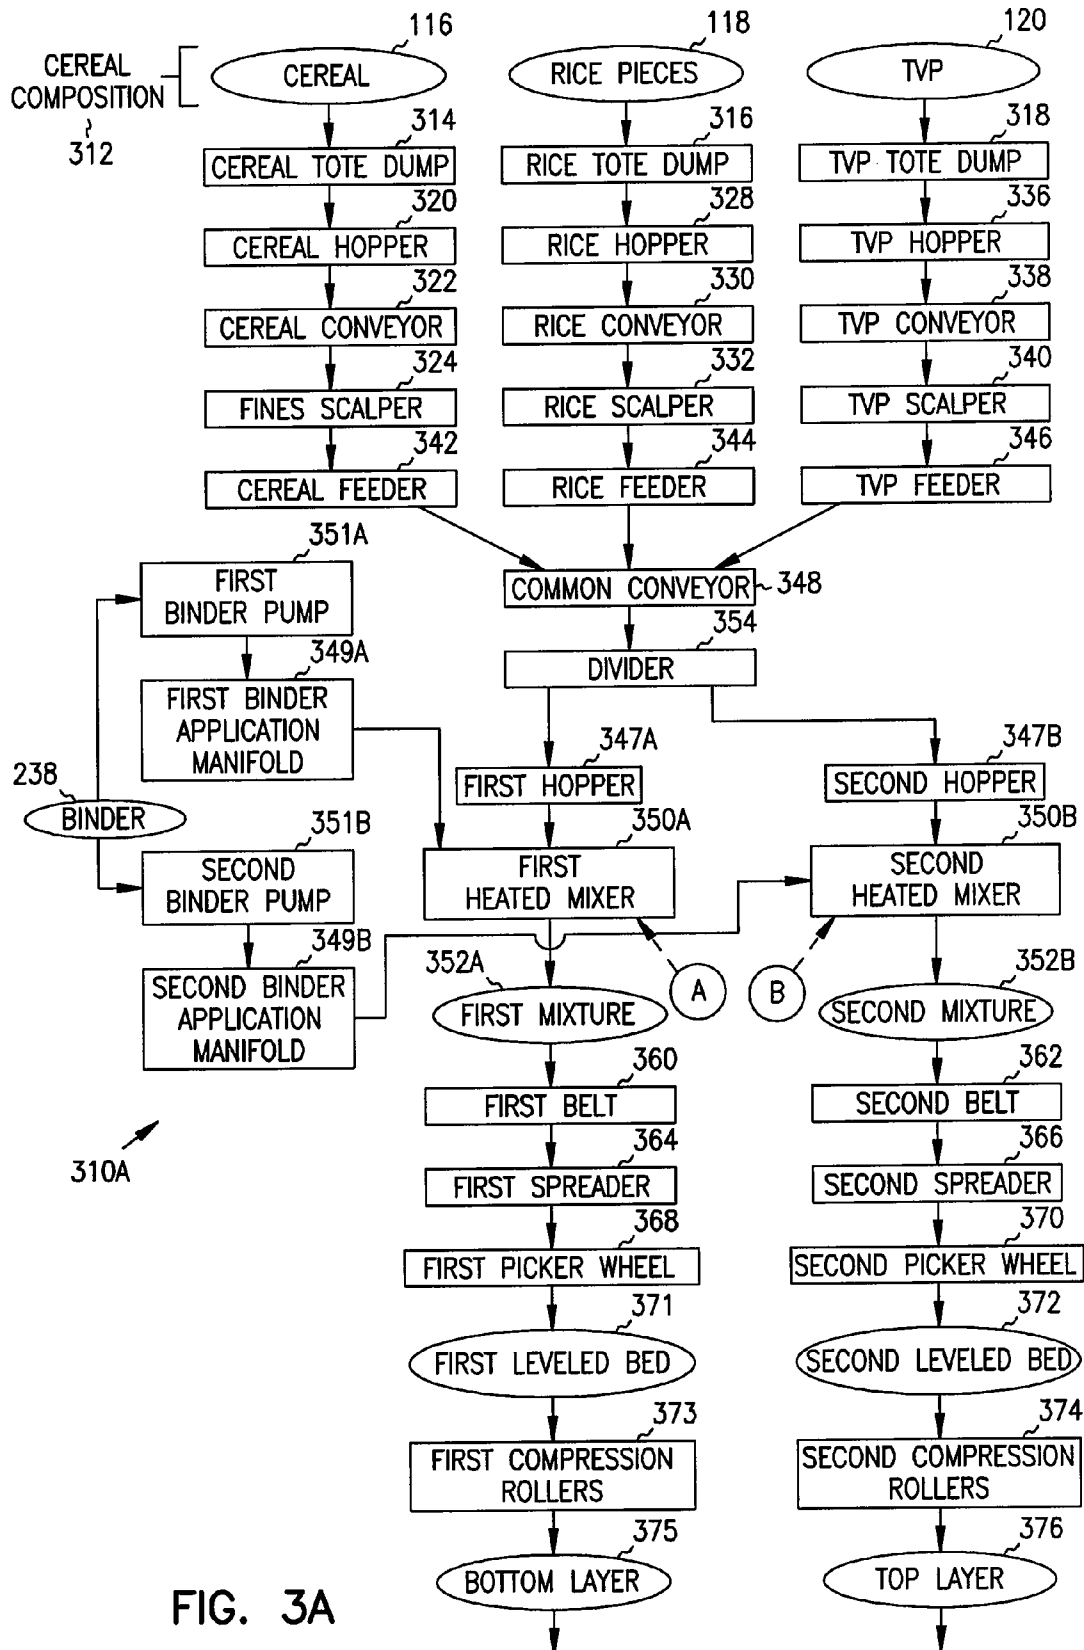 116
118
120
CEREAL
COMPOSITION
312
CEREAL
RICE PIECES
TVP
314
316
318
CEREAL TOTE DUMP
RICE TOTE DUMP
TVP TOTE DUMP
320
328
336
CEREAL HOPPER
RICE HOPPER
TVP HOPPER
322
330
338
CEREAL CONVEYOR
RICE CONVEYOR
TVP CONVEYOR
324
332
340
FINES SCALPER
RICE SCALPER
TVP SCALPER
342
344
346
CEREAL FEEDER
RICE FEEDER
TVP FEEDER
351A
FIRST
BINDER PUMP
COMMON CONVEYOR
348
354
DIVIDER
349A
FIRST BINDER
APPLICATION
MANIFOLD
347A
FIRST HOPPER
347B
SECOND HOPPER
238
BINDER
351B
SECOND
BINDER PUMP
350A
FIRST
HEATED MIXER
350B
SECOND
HEATED MIXER
349B
SECOND BINDER
APPLICATION
MANIFOLD
A
B
352A
FIRST MIXTURE
352B
SECOND MIXTURE
360
FIRST BELT
362
SECOND BELT
310A
364
FIRST SPREADER
366
SECOND SPREADER
368
FIRST PICKER WHEEL
370
SECOND PICKER WHEEL
371
FIRST LEVELED BED
372
SECOND LEVELED BED
373
FIRST COMPRESSION
ROLLERS
374
SECOND COMPRESSION
ROLLERS
375
BOTTOM LAYER
376
TOP LAYER
FIG. 3A